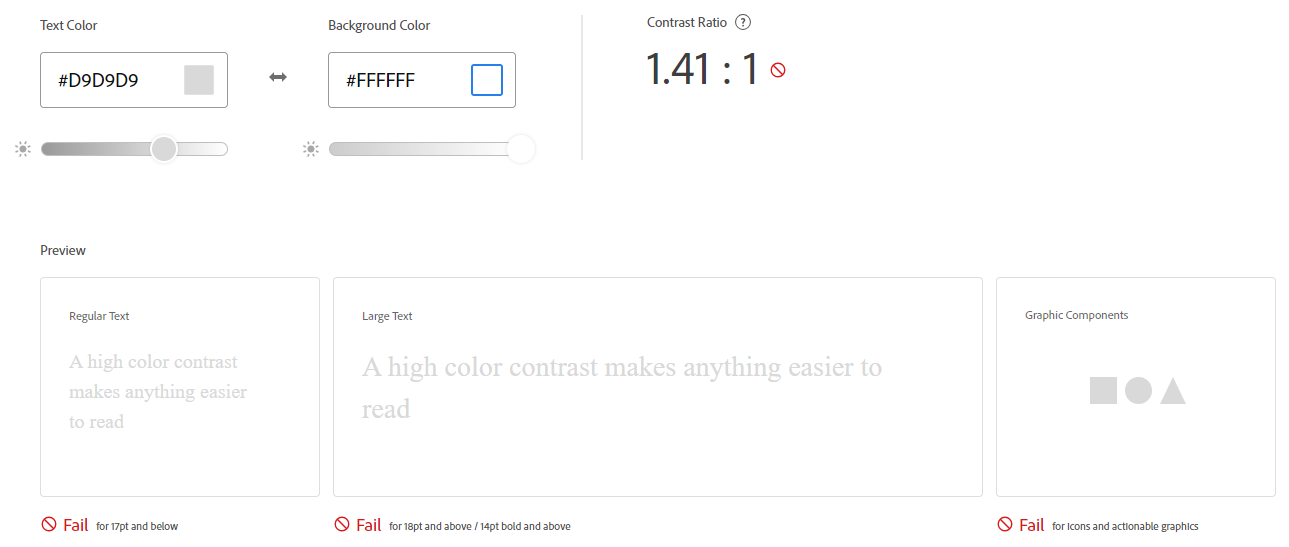 Text Color
Background Color
Contrast Ratio ?
#D9D9D9
#FFFFFF
1.41 : 1
Preview
Regular Text
A high color contrast
makes anything easier
to read
Large Text
A high color contrast makes anything easier to
read
Graphic Components
Fail for 17pt and below
Fail for 18pt and above / 14pt bold and above
Fail for icons and actionable graphics